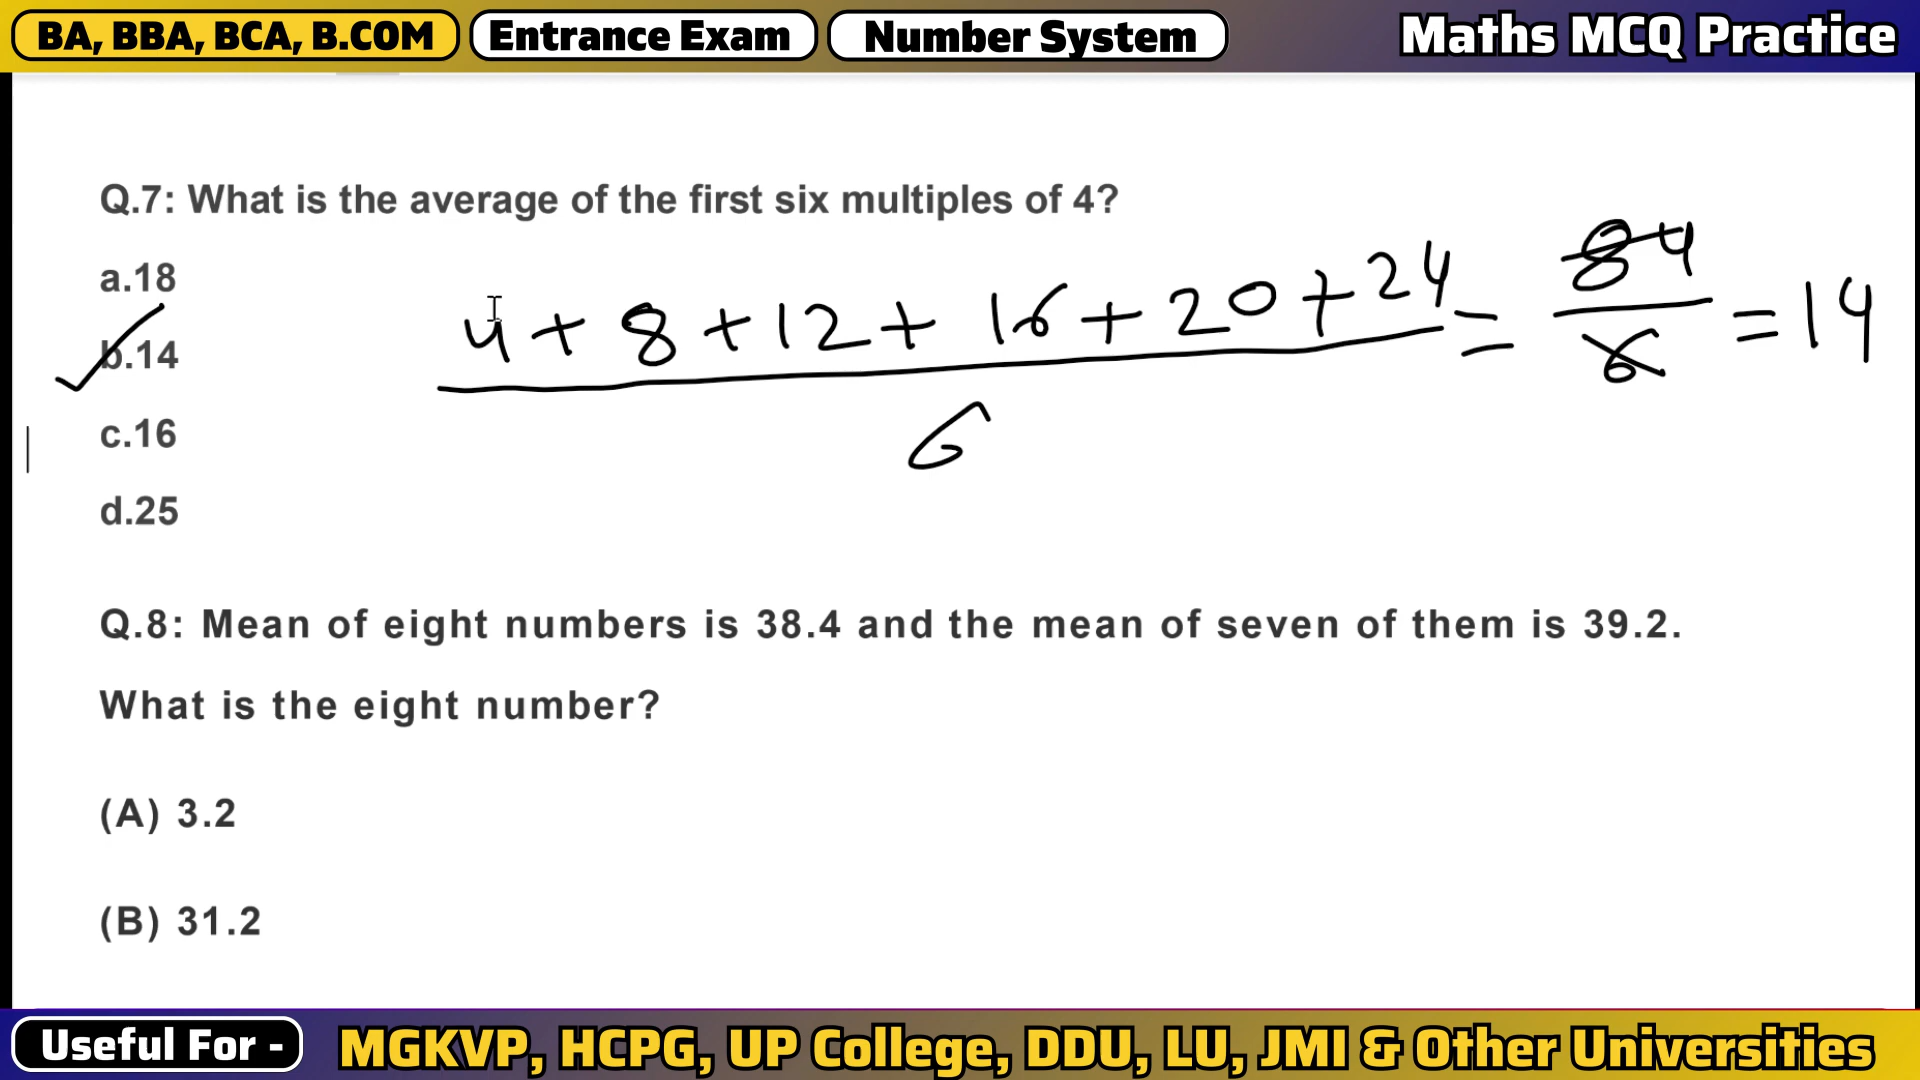 BA, BBA, BCA, B.COM Entrance Exam Number System Maths MCQ Practice
Q.7: What is the average of the first six multiples of 4?
a.18
b.14
c.16
d.25
4 + 8 + 12 + 16 + 20 + 24 = 84 = 14
6 6
Q.8: Mean of eight numbers is 38.4 and the mean of seven of them is 39.2.
What is the eight number?
(A) 3.2
(B) 31.2
Useful For - MGKVP, HCPG, UP College, DDU, LU, JMI & Other Universities